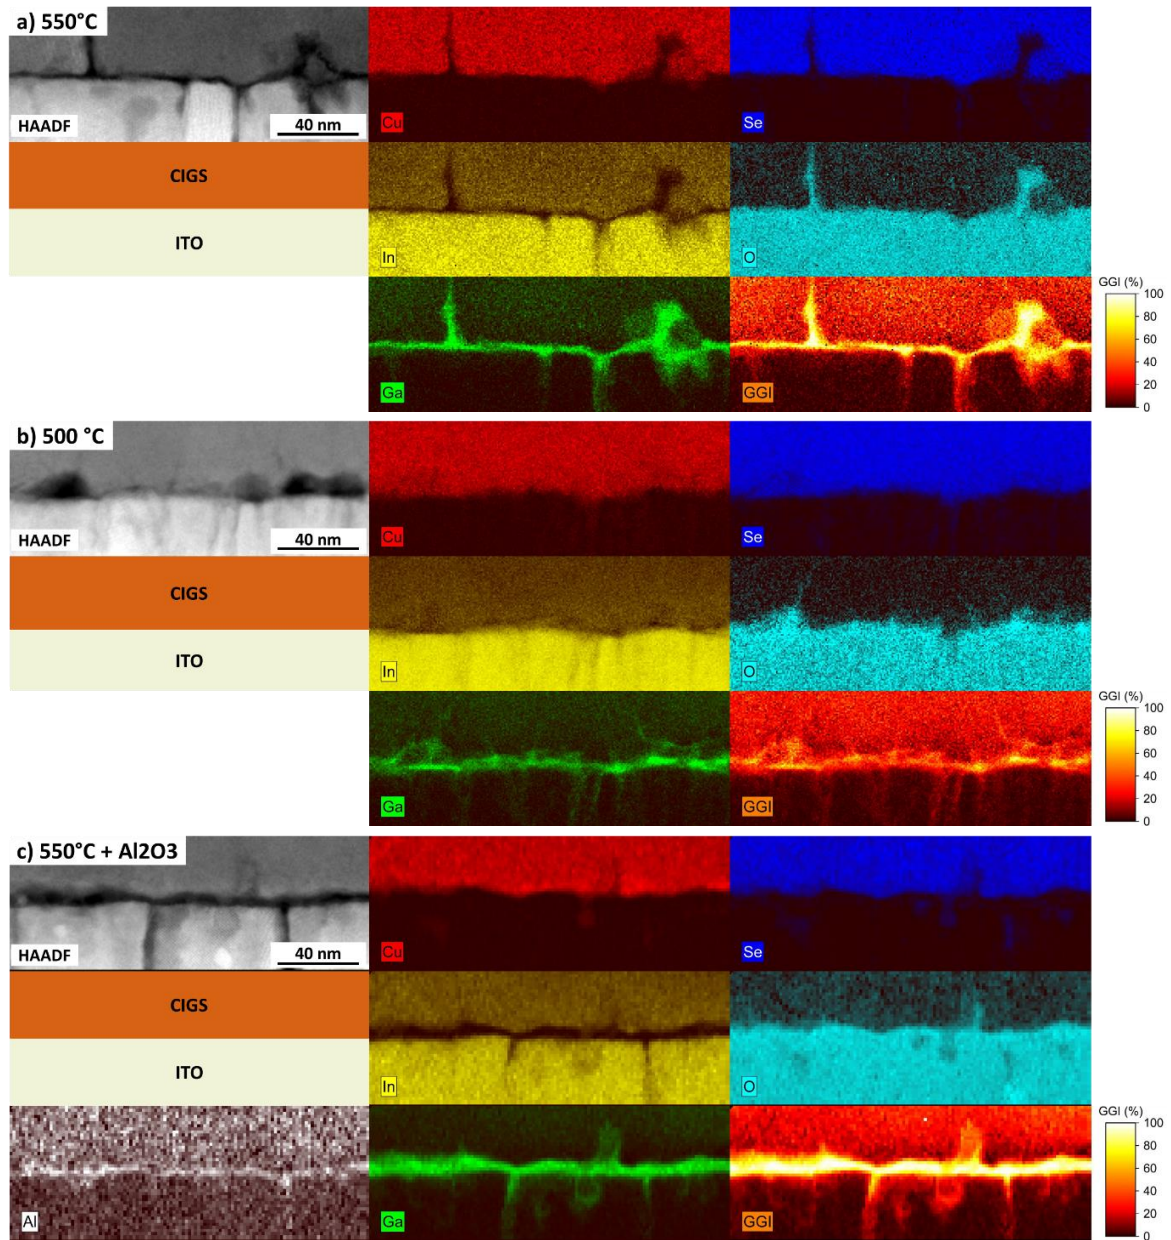 a) 550°C
HAADF
40 nm
Cu
Se
CIGS
ITO
In
O
Ga
GGI
GGI (%)
100
80
60
40
20
0
b) 500 °C
HAADF
40 nm
Cu
Se
CIGS
ITO
In
O
Ga
GGI
GGI (%)
100
80
60
40
20
0
c) 550°C + Al2O3
HAADF
40 nm
Cu
Se
CIGS
ITO
In
O
Al
Ga
GGI
GGI (%)
100
80
60
40
20
0